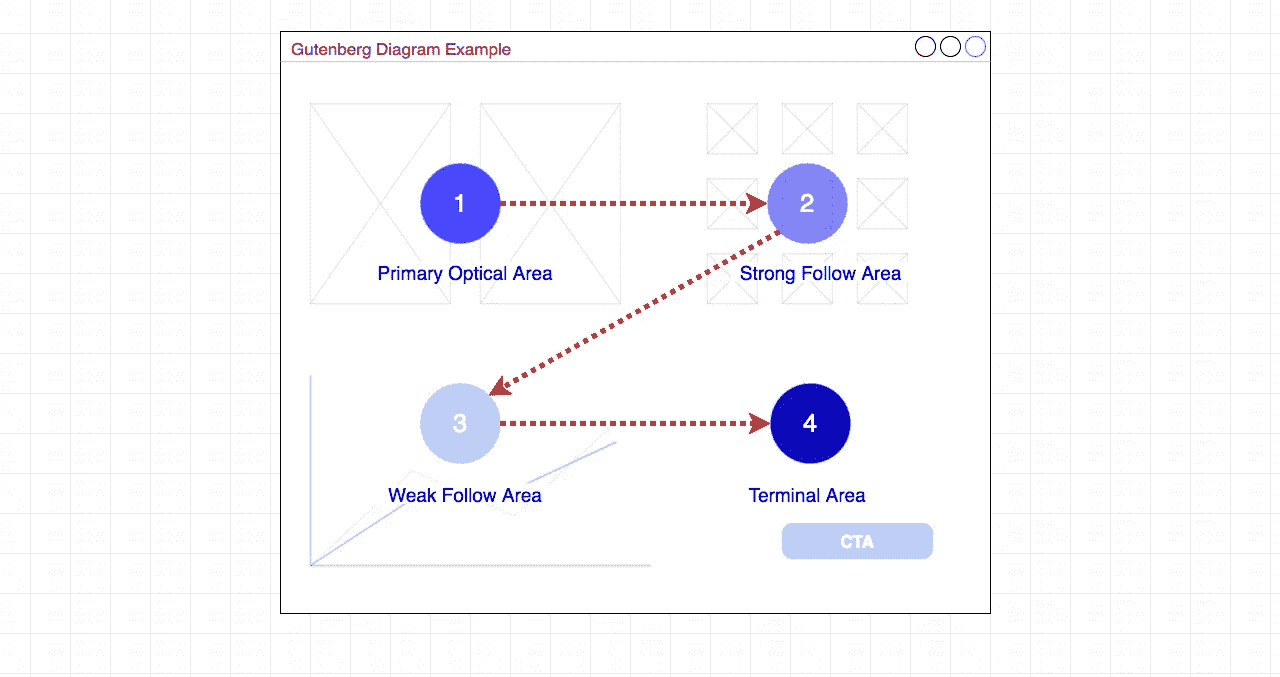 Gutenberg Diagram Example
1
2
Primary Optical Area
Strong Follow Area
3
4
Weak Follow Area
Terminal Area
CTA